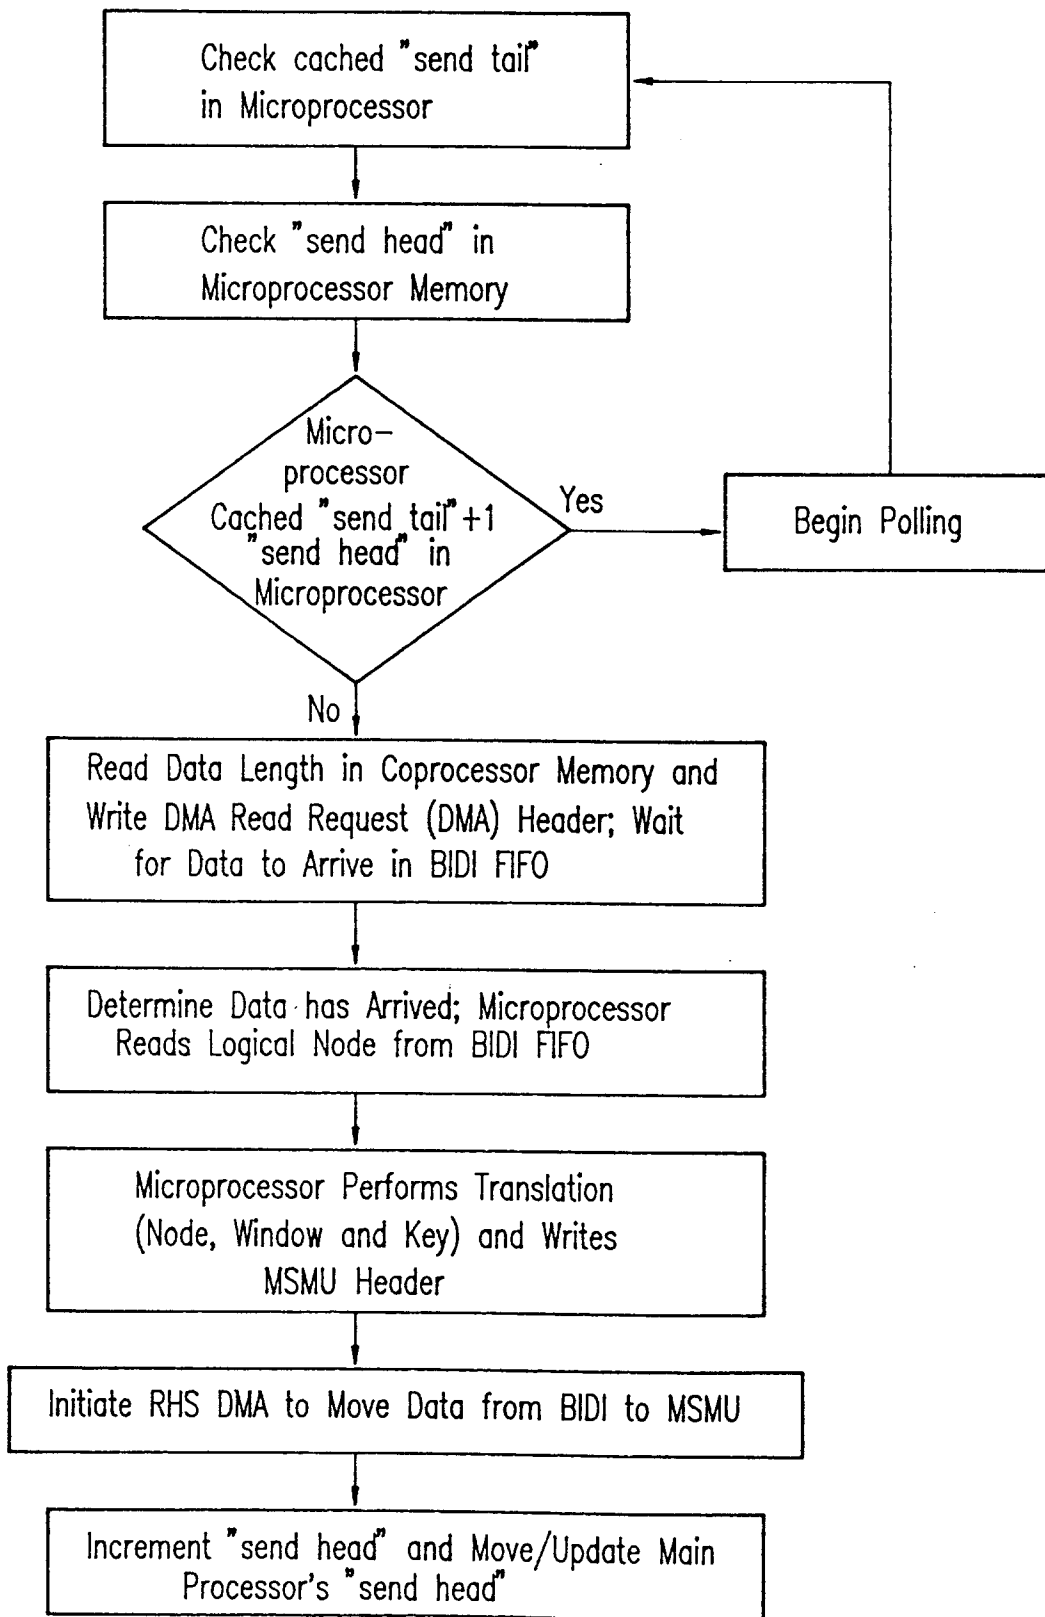 Check cached "send tail"
in Microprocessor
Check "send head" in
Microprocessor Memory
Micro-
processor
Cached "send tail"+1
"send head" in
Microprocessor
Yes
Begin Polling
No
Read Data Length in Coprocessor Memory and
Write DMA Read Request (DMA) Header; Wait
for Data to Arrive in BIDI FIFO
Determine Data has Arrived; Microprocessor
Reads Logical Node from BIDI FIFO
Microprocessor Performs Translation
(Node, Window and Key) and Writes
MSMU Header
Initiate RHS DMA to Move Data from BIDI to MSMU
Increment "send head" and Move/Update Main
Processor's "send head"